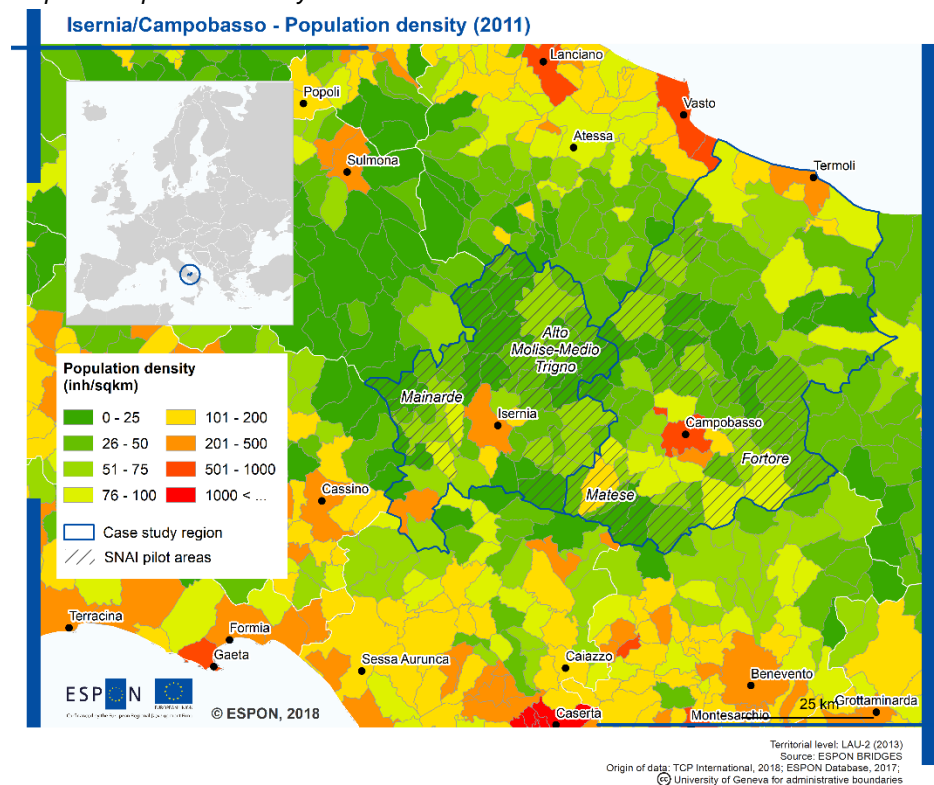 Isernia/Campobasso - Population density (2011)
Lanciano
Popoli
Vasto
Atessa
Sulmona
Termoli
Alto
Molise-Medio
Trigno
Population density
(inh/sqkm)
0 - 25
101 - 200
26 - 50
201 - 500
51 - 75
501 - 1000
76 - 100
1000 < ...
Case study region
SNAI pilot areas
Mainarde
Isernia
Campobasso
Fortore
Matese
Cassino
Terracina
Formia
Gaeta
Sessa Aurunca
Caiazzo
Benevento
Grottaminarda
Montesarchio
25 km
Caserta
ESPON
© ESPON, 2018
Territorial level: LAU-2 (2013)
Source: ESPON BRIDGES
Origin of data: TCP International, 2018; ESPON Database, 2017;
University of Geneva for administrative boundaries